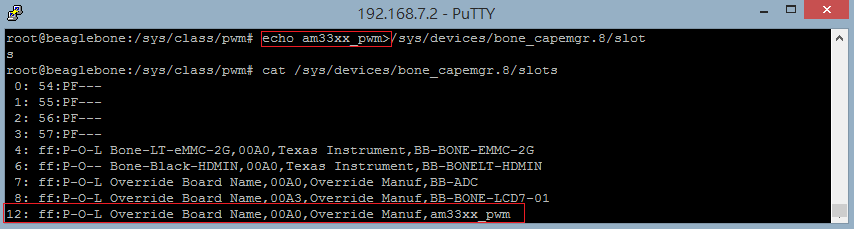 192.168.7.2 - PuTTY
root@beaglebone:/sys/class/pwm# echo am33xx_pwm>/sys/devices/bone_capemgr.8/slot
s
root@beaglebone:/sys/class/pwm# cat /sys/devices/bone_capemgr.8/slots
 0: 54:PF---
 1: 55:PF---
 2: 56:PF---
 3: 57:PF---
 4: ff:P-O-L Bone-LT-eMMC-2G,00A0,Texas Instrument,BB-BONE-EMMC-2G
 6: ff:P-O-- Bone-Black-HDMIN,00A0,Texas Instrument,BB-BONELT-HDMIN
 7: ff:P-O-L Override Board Name,00A0,Override Manuf,BB-ADC
 8: ff:P-O-L Override Board Name,00A3,Override Manuf,BB-BONE-LCD7-01
12: ff:P-O-L Override Board Name,00A0,Override Manuf,am33xx_pwm